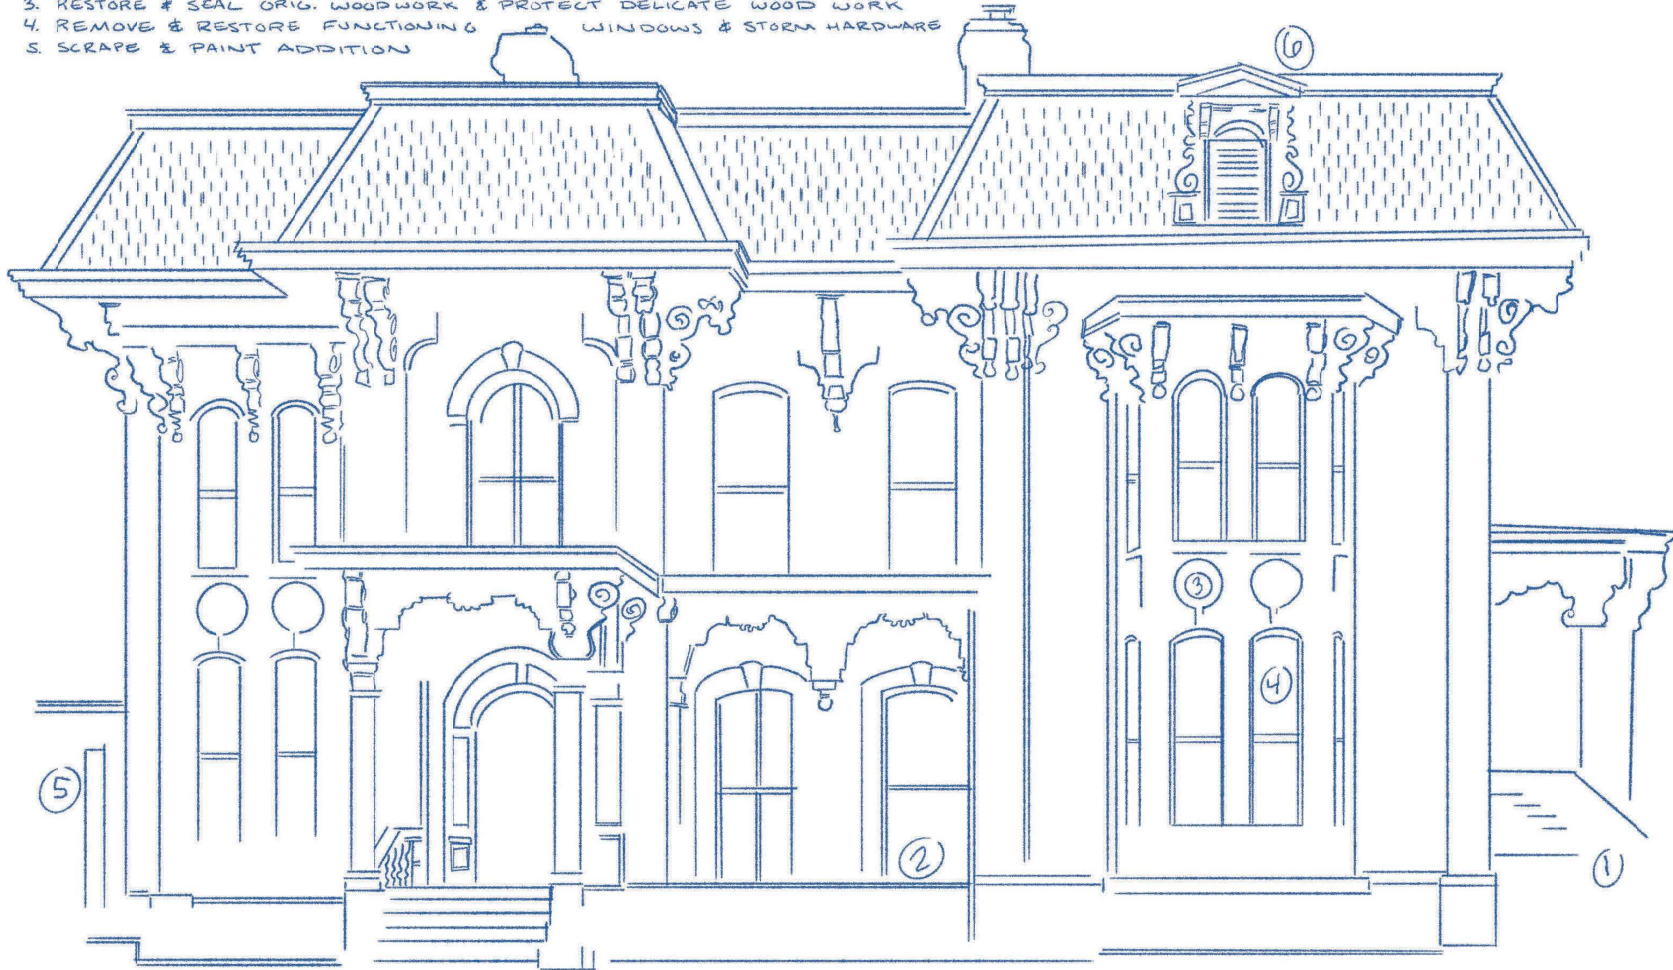 3. RESTORE & SEAL ORIG. WOODWORK & PROTECT DELICATE WOOD WORK
4. REMOVE & RESTORE FUNCTIONING WINDOWS & STORM HARDWARE
5. SCRAPE & PAINT ADDITION
6
3
4
5
2
1